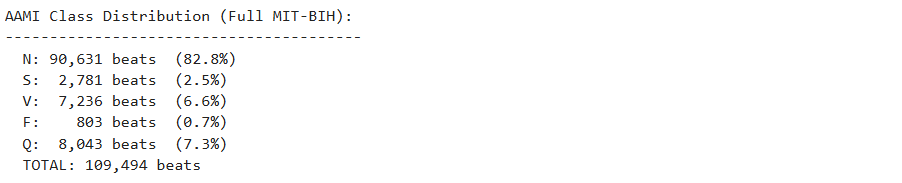 AAMI Class Distribution (Full MIT-BIH):
----------------------------------------
N: 90,631 beats  (82.8%)
S:  2,781 beats  (2.5%)
V:  7,236 beats  (6.6%)
F:    803 beats  (0.7%)
Q:  8,043 beats  (7.3%)
TOTAL: 109,494 beats